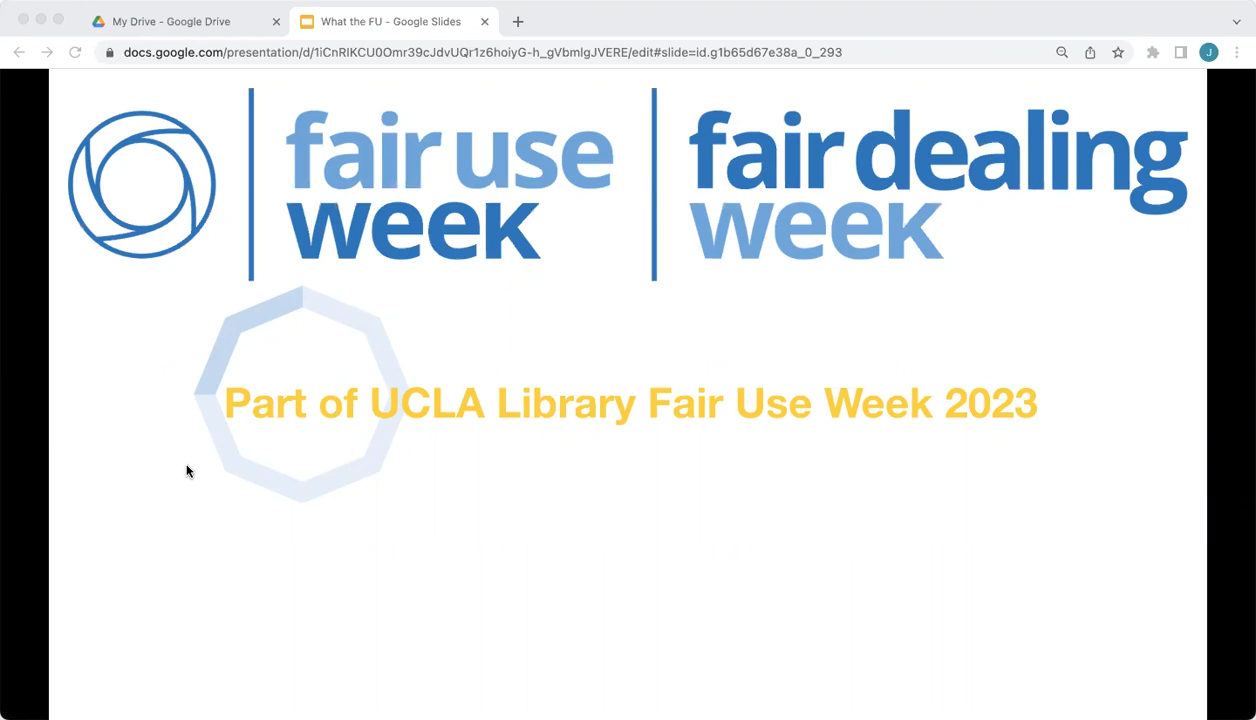 My Drive - Google Drive
What the FU - Google Slides
docs.google.com/presentation/d/1iCnRIKCU0Omr39cJdvUQr1z6hoiyG-h_gVbmlgJVERE/edit#slide=id.g1b65d67e38a_0_293
J
fair use
week
fair dealing
week
Part of UCLA Library Fair Use Week 2023